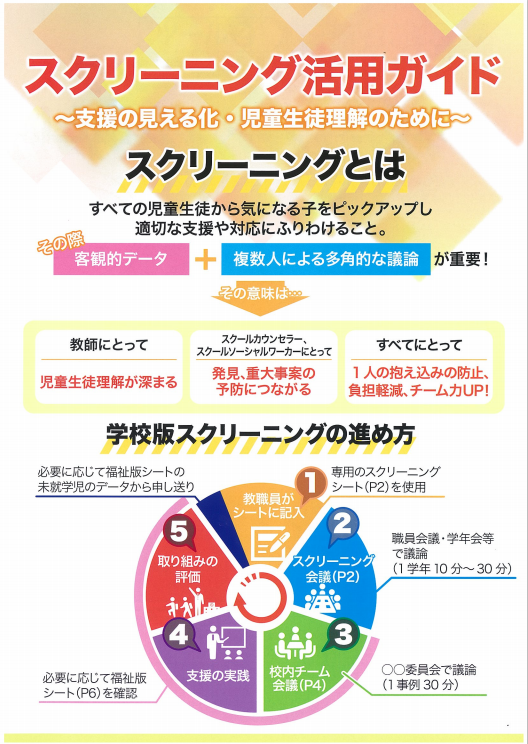 スクリーニング活用ガイド
〜支援の見える化・児童生徒理解のために〜
スクリーニングとは
すべての児童生徒から気になる子をピックアップし
適切な支援や対応にふりわけること。
その際
客観的データ + 複数人による多角的な議論 が重要！
その意味は…
教師にとって
児童生徒理解が深まる
スクールカウンセラー、
スクールソーシャルワーカーにとって
発見、重大事案の
予防につながる
すべてにとって
1人の抱え込みの防止、
負担軽減、チーム力UP！
学校版スクリーニングの進め方
必要に応じて福祉版シートの
未就学児のデータから申し送り
1
教職員が
シートに記入
専用のスクリーニング
シート（P2）を使用
2
スクリーニング
会議（P2）
職員会議・学年会等
で議論
（1学年10分〜30分）
3
校内チーム
会議（P4）
〇〇委員会で議論
（1事例30分）
4
支援の実践
必要に応じて福祉版
シート（P6）を確認
5
取り組みの
評価